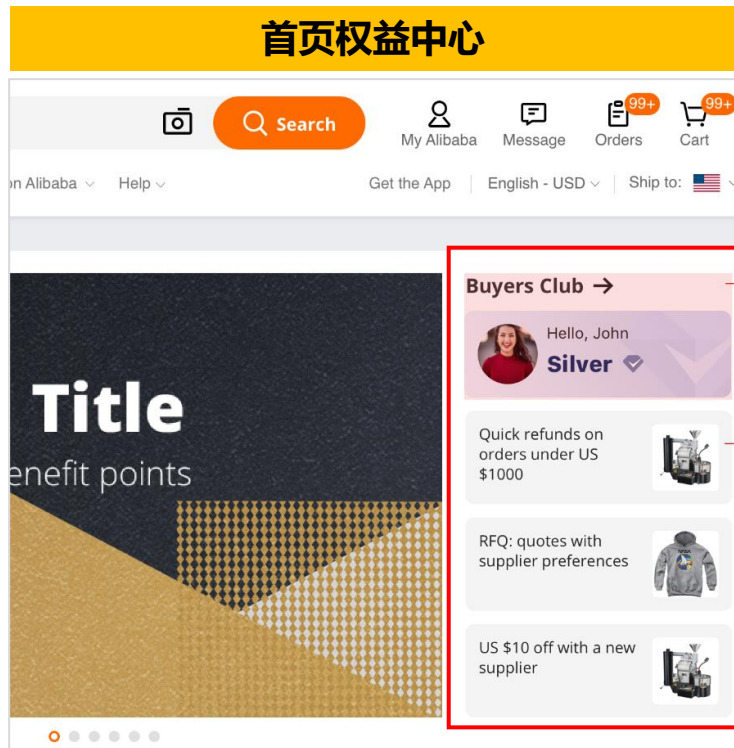 首页权益中心
Search
My Alibaba
Message
99+
Orders
99+
Cart
on Alibaba
Help
Get the App
English - USD
Ship to:
Buyers Club →
Hello, John
Silver
Title
enefit points
Quick refunds on
orders under US
$1000
RFQ: quotes with
supplier preferences
US $10 off with a new
supplier